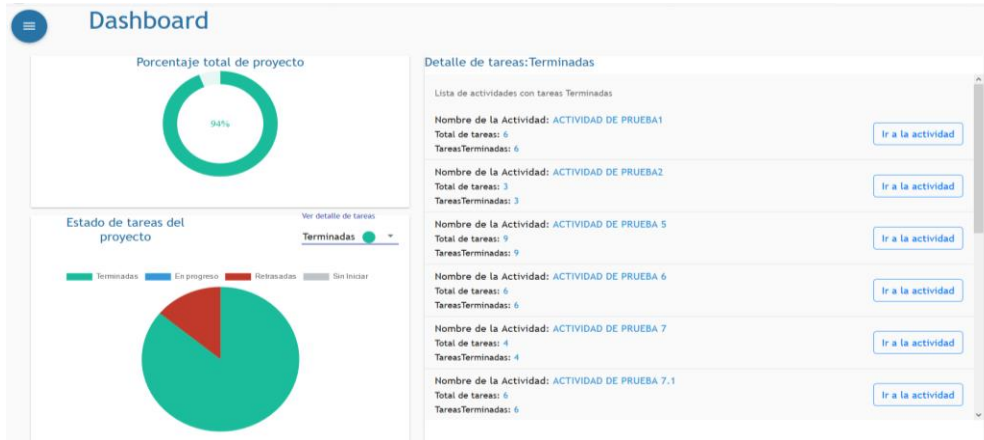 Dashboard
Porcentaje total de proyecto
94%
Estado de tareas del
proyecto
Ver detalle de tareas
Terminadas
Terminadas En progreso Retrasadas Sin Iniciar
Detalle de tareas:Terminadas
Lista de actividades con tareas Terminadas
Nombre de la Actividad: ACTIVIDAD DE PRUEBA1
Total de tareas: 6
TareasTerminadas: 6
Ir a la actividad
Nombre de la Actividad: ACTIVIDAD DE PRUEBA2
Total de tareas: 3
TareasTerminadas: 3
Ir a la actividad
Nombre de la Actividad: ACTIVIDAD DE PRUEBA 5
Total de tareas: 9
TareasTerminadas: 9
Ir a la actividad
Nombre de la Actividad: ACTIVIDAD DE PRUEBA 6
Total de tareas: 6
TareasTerminadas: 6
Ir a la actividad
Nombre de la Actividad: ACTIVIDAD DE PRUEBA 7
Total de tareas: 4
TareasTerminadas: 4
Ir a la actividad
Nombre de la Actividad: ACTIVIDAD DE PRUEBA 7.1
Total de tareas: 6
TareasTerminadas: 6
Ir a la actividad